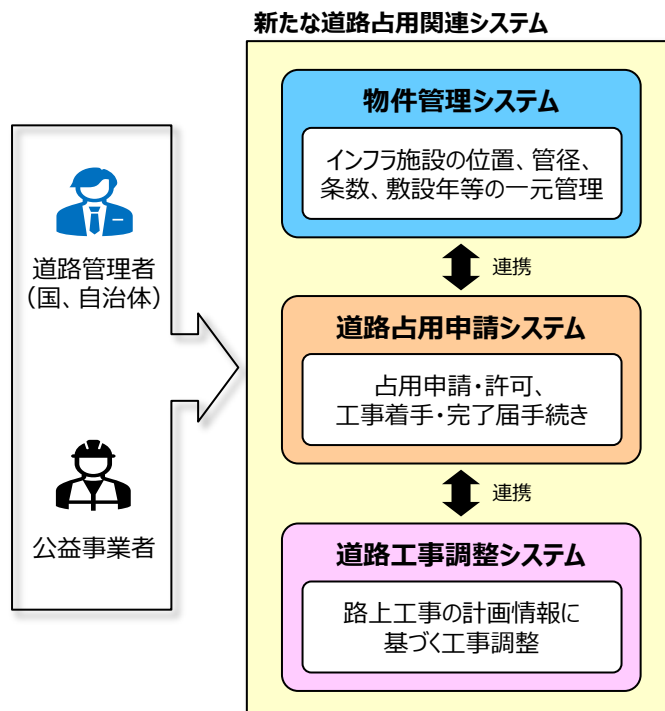 新たな道路占用関連システム
物件管理システム
インフラ施設の位置、管径、
条数、敷設年等の一元管理
連携
道路占用申請システム
占用申請・許可、
工事着手・完了届手続き
連携
道路工事調整システム
路上工事の計画情報に
基づく工事調整
道路管理者
（国、自治体）
公益事業者